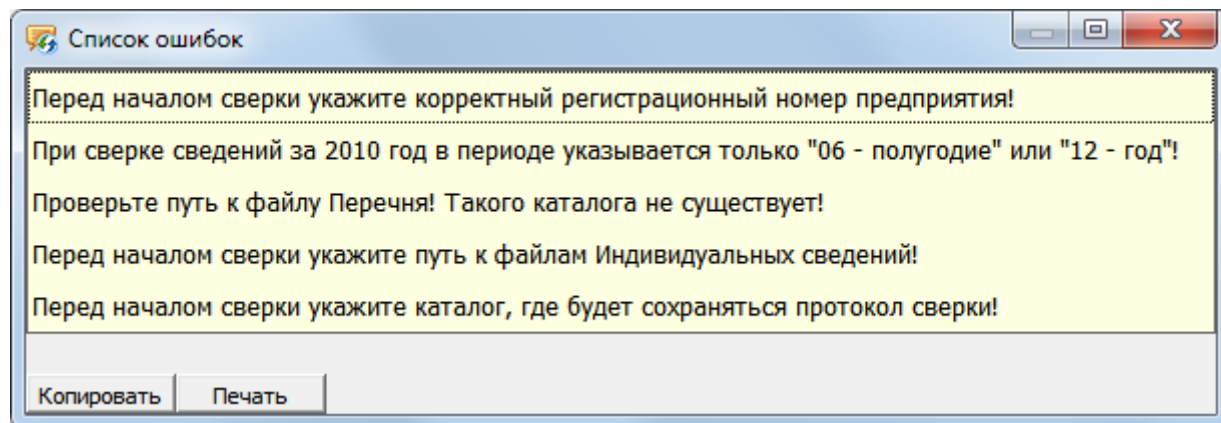 Список ошибок
Перед началом сверки укажите корректный регистрационный номер предприятия!
При сверке сведений за 2010 год в периоде указывается только "06 - полугодие" или "12 - год"!
Проверьте путь к файлу Перечня! Такого каталога не существует!
Перед началом сверки укажите путь к файлам Индивидуальных сведений!
Перед началом сверки укажите каталог, где будет сохраняться протокол сверки!
Копировать Печать